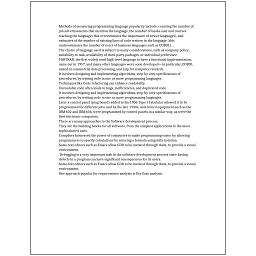 Methods of measuring programming language popularity include: counting the number of
job advertisements that mention the language, the number of books sold and courses
teaching the language (this overestimates the importance of newer languages), and
estimates of the number of existing lines of code written in the language (this
underestimates the number of users of business languages such as COBOL).
The choice of language used is subject to many considerations, such as company policy,
suitability to task, availability of third-party packages, or individual preference.
FORTRAN, the first widely used high-level language to have a functional implementation,
came out in 1957, and many other languages were soon developed—in particular, COBOL
aimed at commercial data processing, and Lisp for computer research.
It involves designing and implementing algorithms, step-by-step specifications of
procedures, by writing code in one or more programming languages.
Techniques like Code refactoring can enhance readability.
Unreadable code often leads to bugs, inefficiencies, and duplicated code.
It involves designing and implementing algorithms, step-by-step specifications of
procedures, by writing code in one or more programming languages.
Later a control panel (plug board) added to his 1906 Type I Tabulator allowed it to be
programmed for different jobs, and by the late 1940s, unit record equipment such as the
IBM 602 and IBM 604, were programmed by control panels in a similar way, as were the
first electronic computers.
There are many approaches to the Software development process.
They are the building blocks for all software, from the simplest applications to the most
sophisticated ones.
Compilers harnessed the power of computers to make programming easier by allowing
programmers to specify calculations by entering a formula using infix notation.
Some text editors such as Emacs allow GDB to be invoked through them, to provide a visual
environment.
Debugging is a very important task in the software development process since having
defects in a program can have significant consequences for its users.
Some text editors such as Emacs allow GDB to be invoked through them, to provide a visual
environment.
One approach popular for requirements analysis is Use Case analysis.